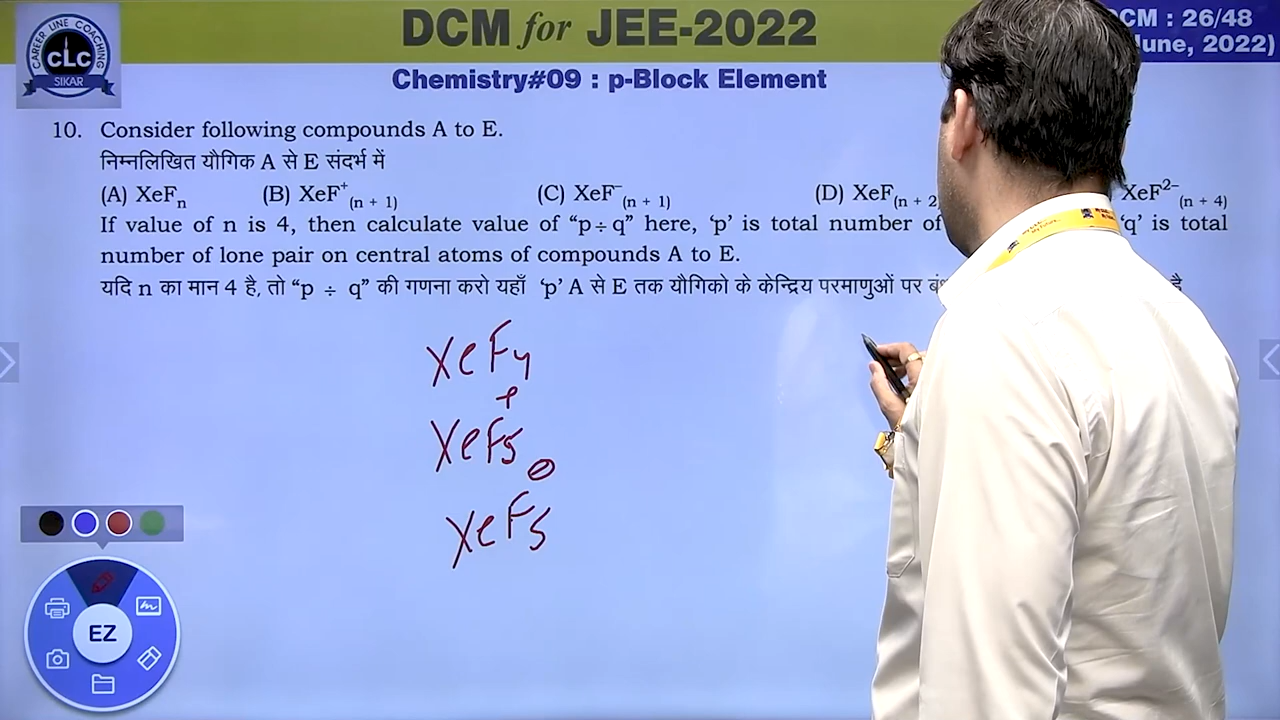 DCM for JEE-2022
CM : 26/48
June, 2022)
CAREER LINE COACHING
CLC
SIKAR
Chemistry#09 : p-Block Element
10. Consider following compounds A to E.
निम्नलिखित यौगिक A से E संदर्भ में
(A) XeFₙ (B) XeF⁺₍ₙ ₊ ₁₎ (C) XeF⁻₍ₙ ₊ ₁₎ (D) XeF₍ₙ ₊ ₂ XeF²⁻₍ₙ ₊ ₄₎
If value of n is 4, then calculate value of “p÷q” here, ‘p’ is total number of ‘q’ is total
number of lone pair on central atoms of compounds A to E.
यदि n का मान 4 है, तो “p ÷ q” की गणना करो यहाँ ‘p’ A से E तक यौगिको के केन्द्रिय परमाणुओं पर है
XeF4
+
XeF5
⊖
XeF5
EZ